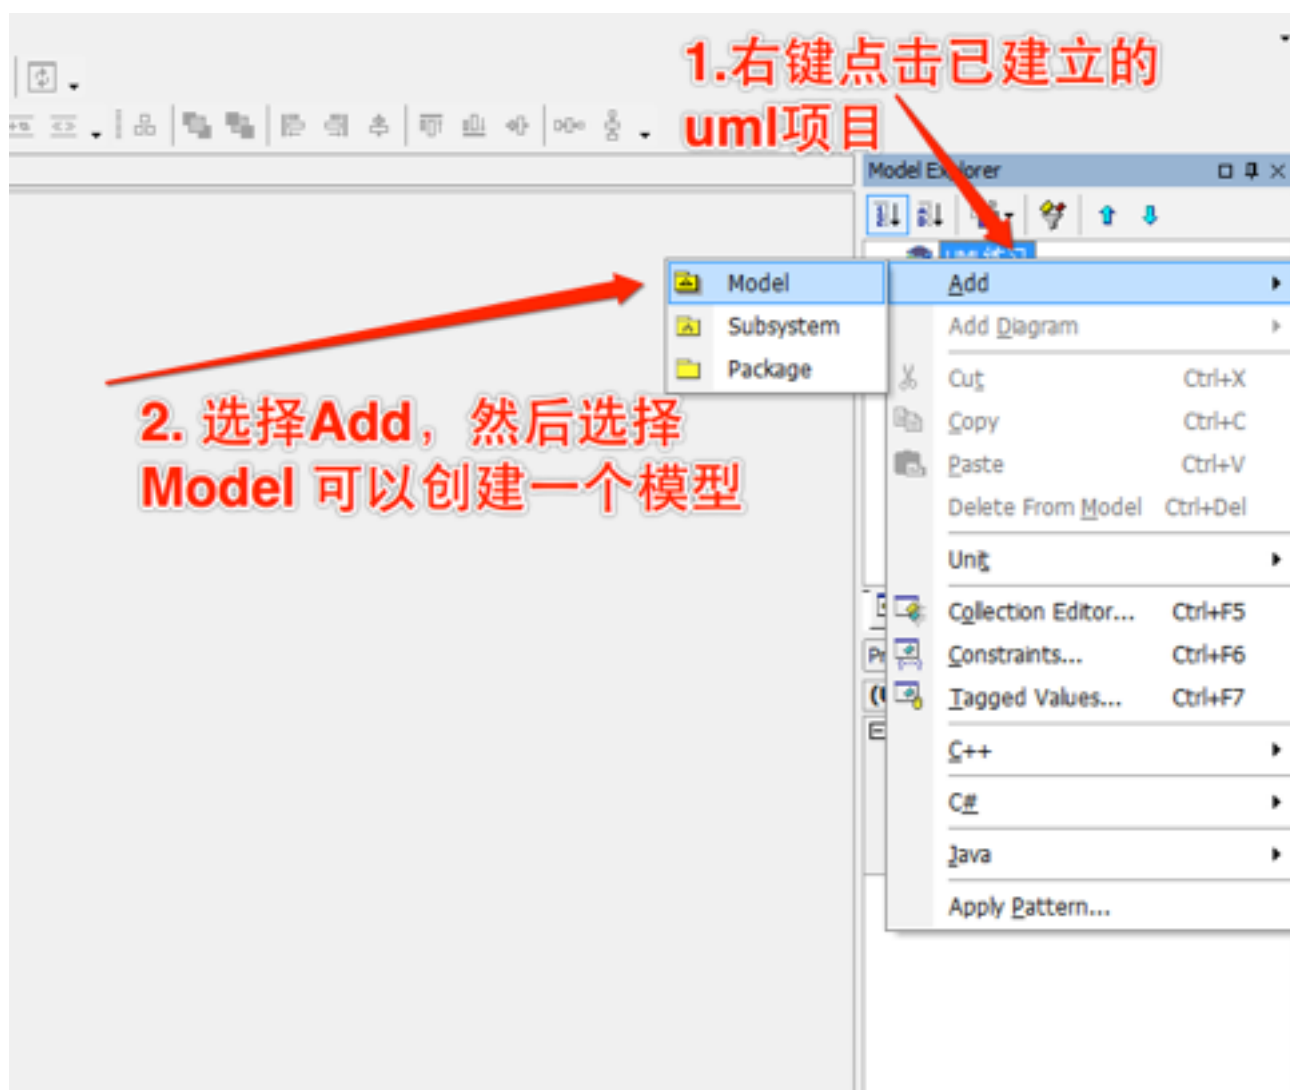 1.右键点击已建立的
uml项目
Model Explorer
Model
Subsystem
Package
Add
Add Diagram
Cut Ctrl+X
Copy Ctrl+C
Paste Ctrl+V
Delete From Model Ctrl+Del
Unit
Collection Editor... Ctrl+F5
Constraints... Ctrl+F6
Tagged Values... Ctrl+F7
C++
C#
Java
Apply Pattern...
2. 选择Add，然后选择
Model 可以创建一个模型